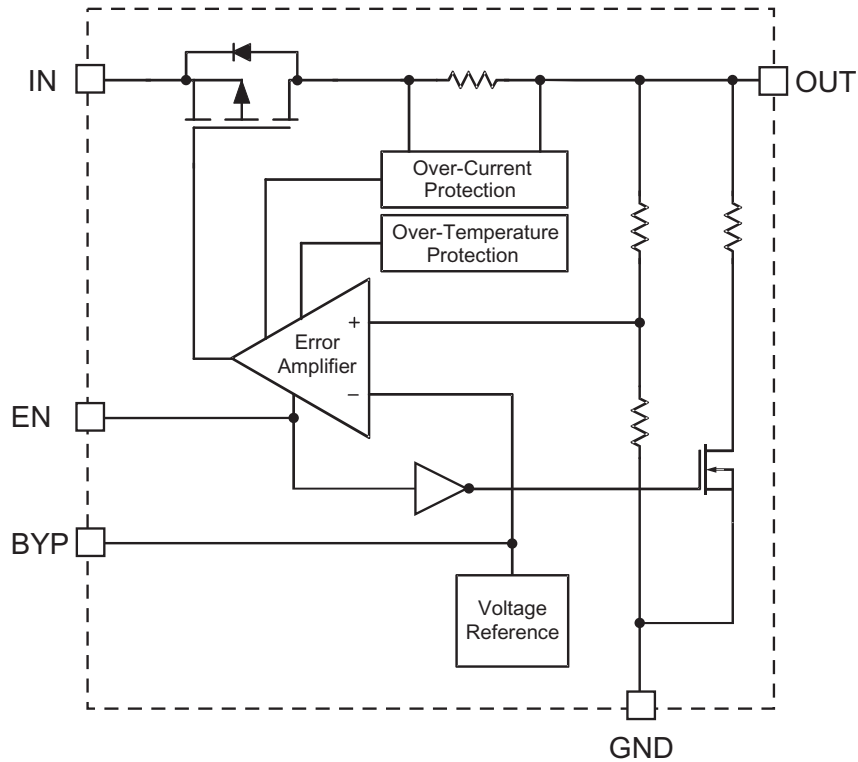 IN
OUT
Over-Current
Protection
Over-Temperature
Protection
+
Error
Amplifier
−
EN
BYP
Voltage
Reference
GND